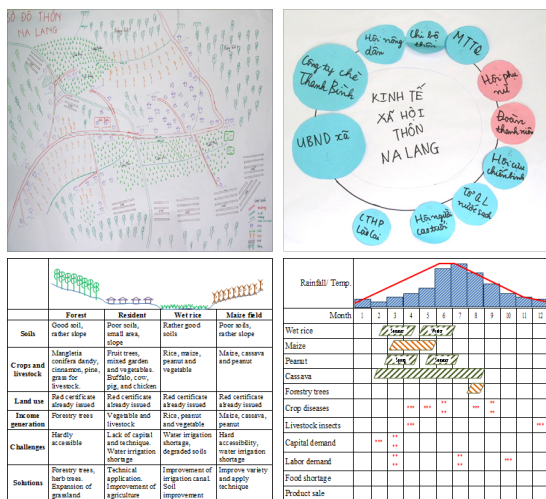 SƠ ĐỒ THÔN
NA LANG
Hội nông dân
Chi bộ thôn
MTTQ
Hội phụ nữ
Đoàn thanh niên
Hội cựu chiến binh
Tổ QL nước sạch
Hội người cao tuổi
CTHP Lào Cai
UBND xã
Công ty chè Thanh Bình
KINH TẾ
XÃ HỘI
THÔN
NA LANG
Forest Resident Wet rice Maize field
Soils Good soil, rather slope Poor soils, small area, slope Rather good soils Poor soils, rather slope
Crops and livestock Mangletia conifera dandy, cinnamon, pine, grass for livestock. Fruit trees, mixed garden and vegetables. Buffalo, cow, pig, and chicken Rice, maize, peanut and vegetable Maize, cassava and peanut
Land use Red certificate already issued Red certificate already issued Red certificate already issued Red certificate already issued
Income generation Forestry trees Vegetable and livestock Rice, peanut and vegetable Maize, cassava, peanut
Challenges Hardly accessible Lack of capital and technique. Water irrigation shortage Water irrigation shortage, degraded soils Hard accessibility, water irrigation shortage
Solutions Forestry trees, herb trees. Expansion of grassland Technical application. Improvement of agriculture Improvement of irrigation canal. Soil improvement Improve variety and apply technique
Rainfall/ Temp.
Month 1 2 3 4 5 6 7 8 9 10 11 12
Wet rice
Maize
Peanut
Cassava
Forestry trees
Crop diseases *** *** ** ** *** ** **
Livestock insects *** ***
Capital demand *** ** **
Labor demand ** ** ** ** ***
Food shortage
Product sale